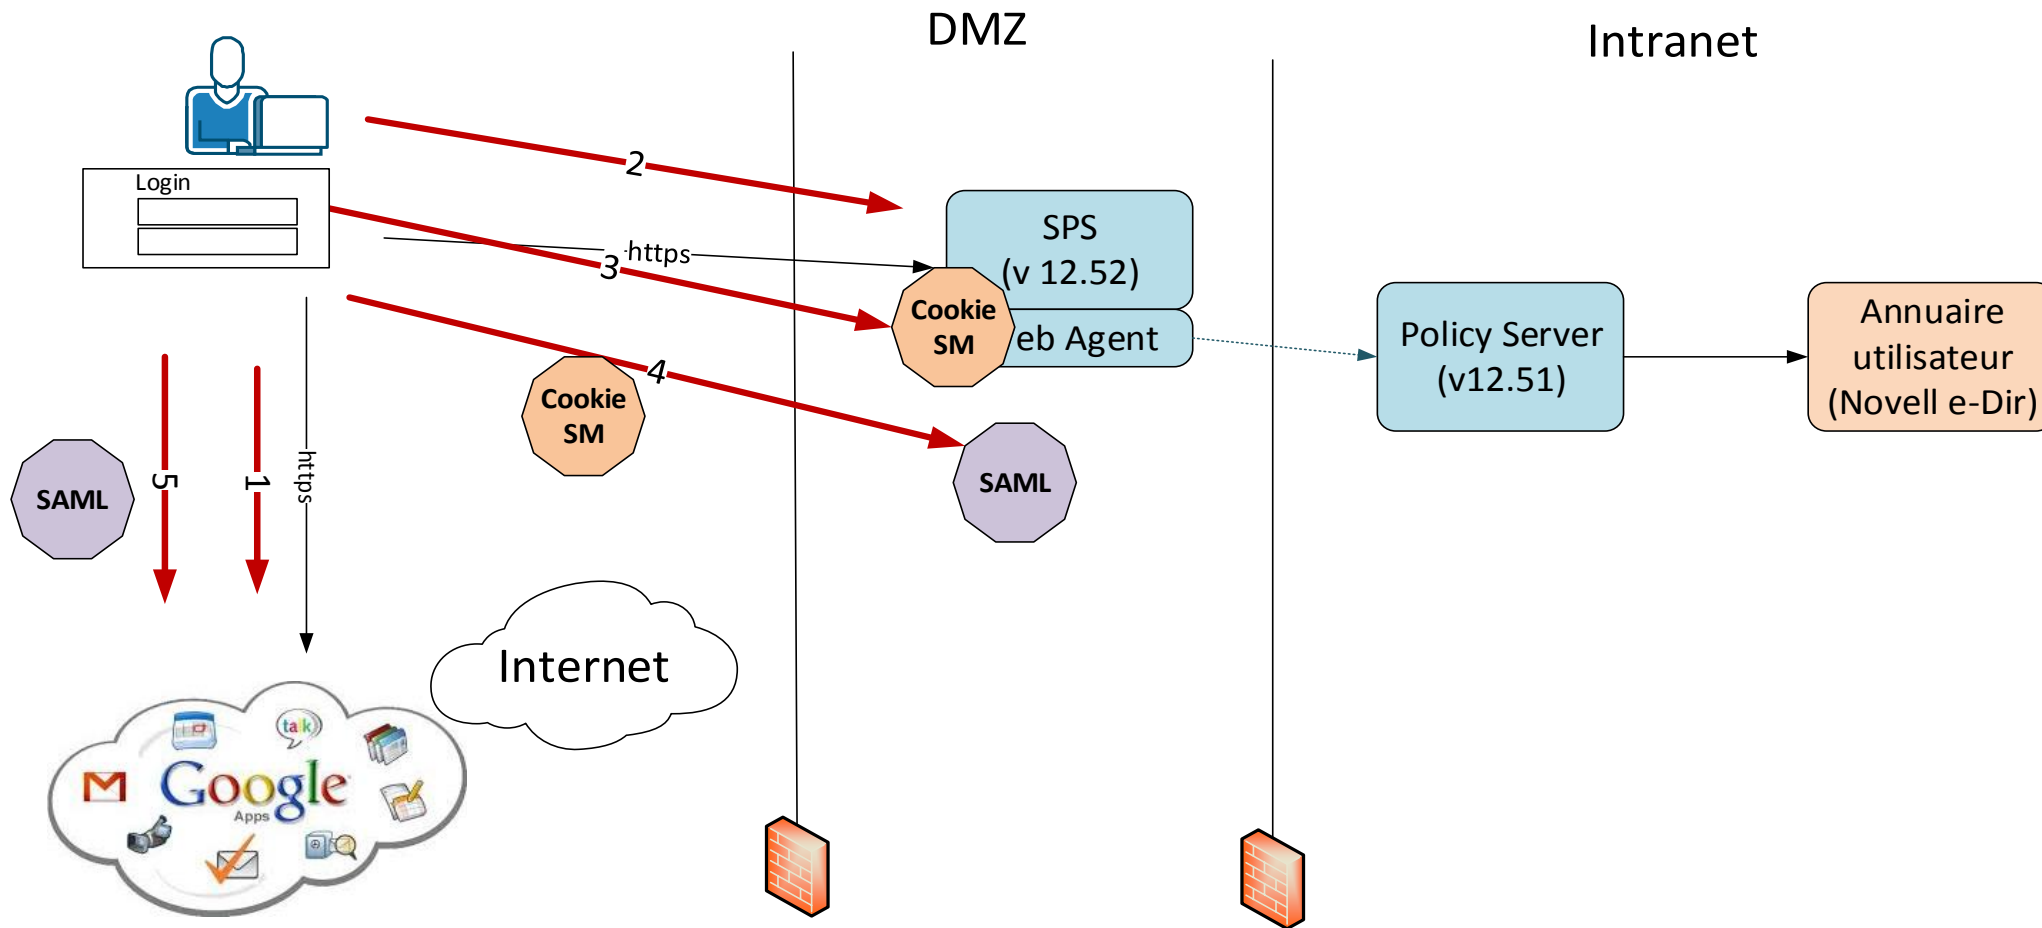 DMZ
Intranet
Login
2
https
3
SPS
(v 12.52)
Cookie
SM
eb Agent
Policy Server
(v12.51)
Annuaire
utilisateur
(Novell e-Dir)
4
Cookie
SM
SAML
SAML
5
1
https
Internet
talk
Google
Apps